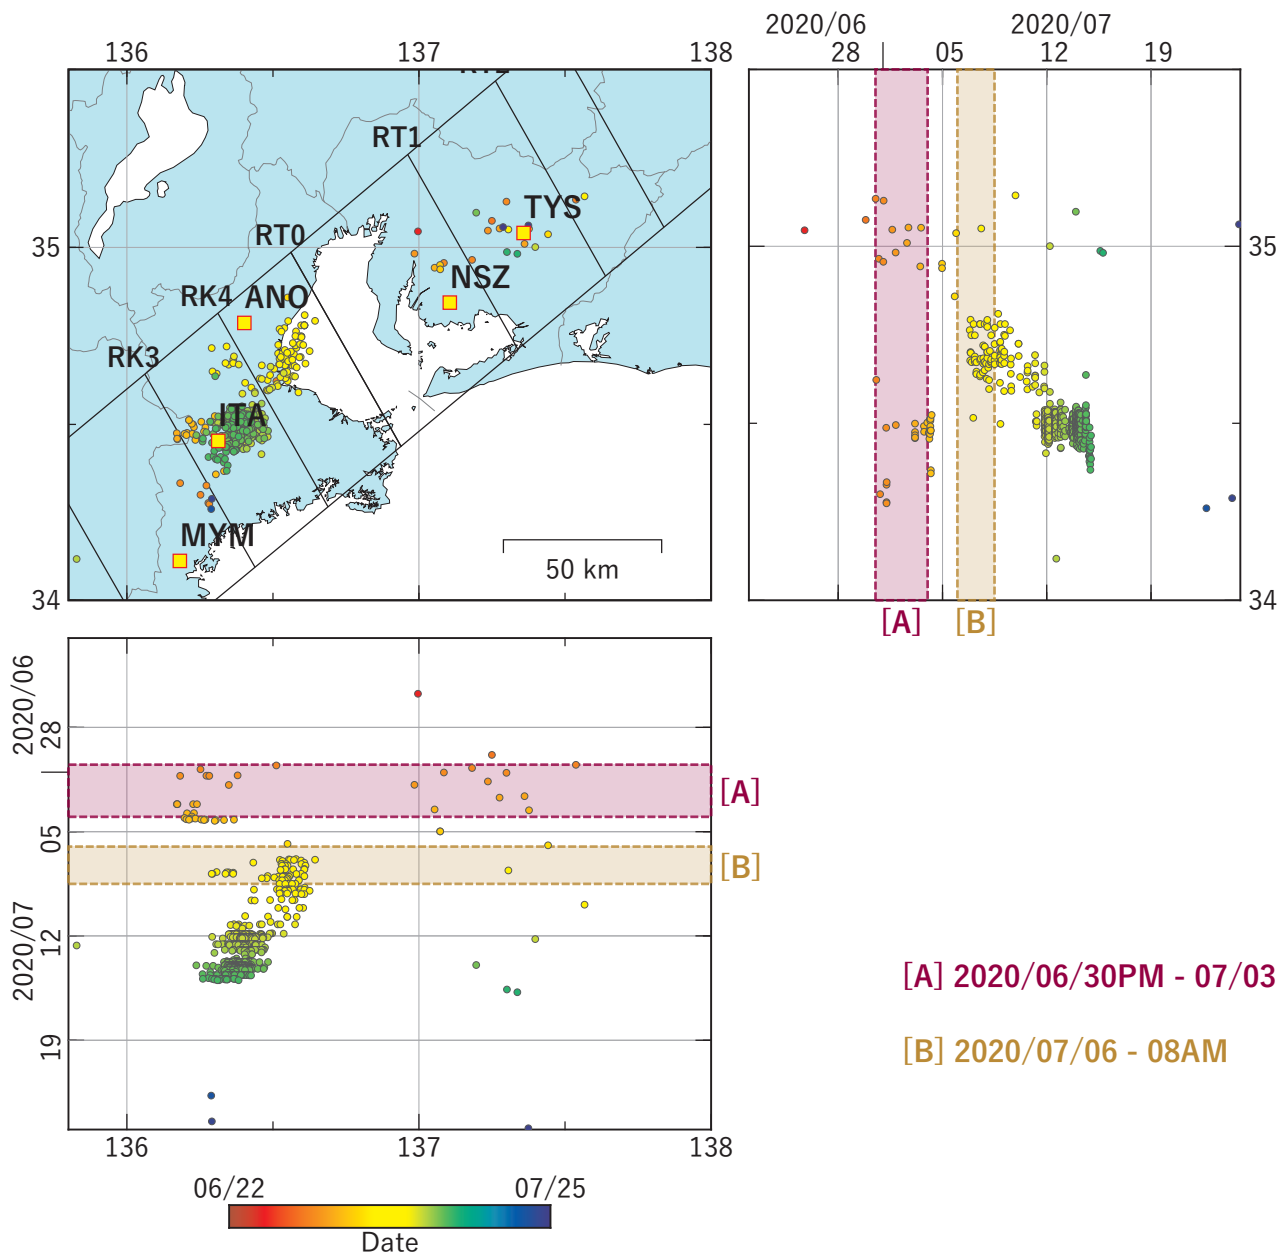 136 137 138
2020/06 2020/07
28 05 12 19
RT1
TYS
RT0
NSZ
RK4 ANO
RK3
ITA
MYM
50 km
35
34
35
34
[A] [B]
2020/06
28
05
2020/07
12
19
[A]
[B]
136 137 138
[A] 2020/06/30PM - 07/03
[B] 2020/07/06 - 08AM
06/22 07/25
Date